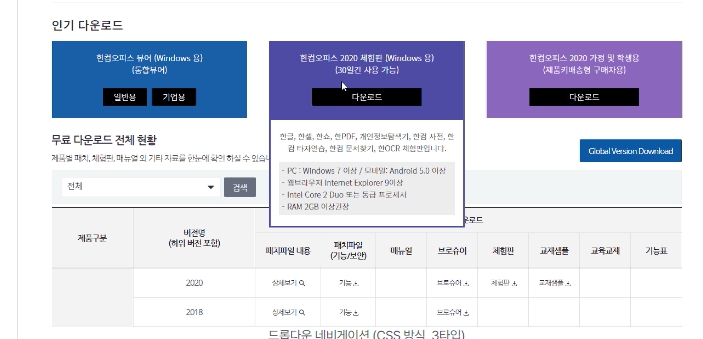 인기 다운로드
한컴오피스 뷰어 (Windows 용)
(통합뷰어)
일반용
기업용
한컴오피스 2020 체험판 (Windows 용)
(30일간 사용 가능)
다운로드
한컴오피스 2020 가정 및 학생용
(제품키배송형 구매자용)
다운로드
한글, 한셀, 한쇼, 한PDF, 개인정보탐색기, 한컴 사전, 한
컴 타자연습, 한컴 문서찾기, 한OCR 체험판입니다.
- PC : Windows 7 이상 / 모바일: Android 5.0 이상
- 웹브라우저 Internet Explorer 9이상
- Intel Core 2 Duo 또는 동급 프로세서
- RAM 2GB 이상권장
무료 다운로드 전체 현황
제품별 패치, 체험판, 매뉴얼 외 기타 자료를 한눈에 확인 하실 수 있습니
Global Version Download
전체
검색
제품구분
버전명
(하위 버전 포함)
운로드
패치파일 내용
패치파일
(기능/보안)
매뉴얼
브로슈어
체험판
교재샘플
교육교재
기능표
2020
상세보기
기능
브로슈어
체험판
교재샘플
2018
상세보기
기능
브로슈어
드롭다운 네비게이션 (CSS 방식, 3타입)